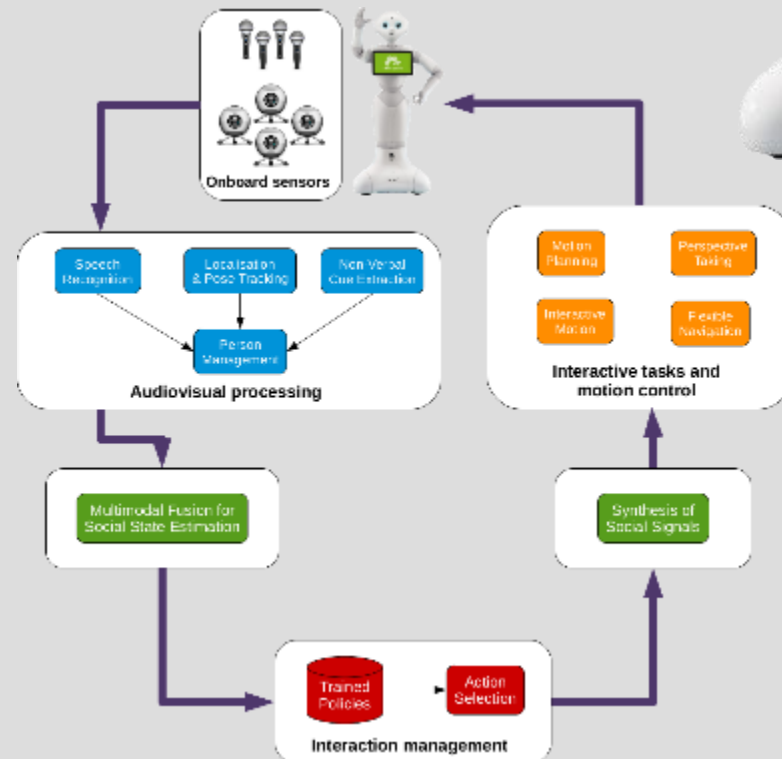 Onboard sensors
Speech
Recognition
Localisation
& Pose Tracking
Non Verbal
Cue Extraction
Person
Management
Audiovisual processing
Motion
Planning
Perspective
Taking
Interactive
Motion
Flexible
Navigation
Interactive tasks and
motion control
Multimodal Fusion for
Social State Estimation
Synthesis of
Social Signals
Trained
Policies
Action
Selection
Interaction management